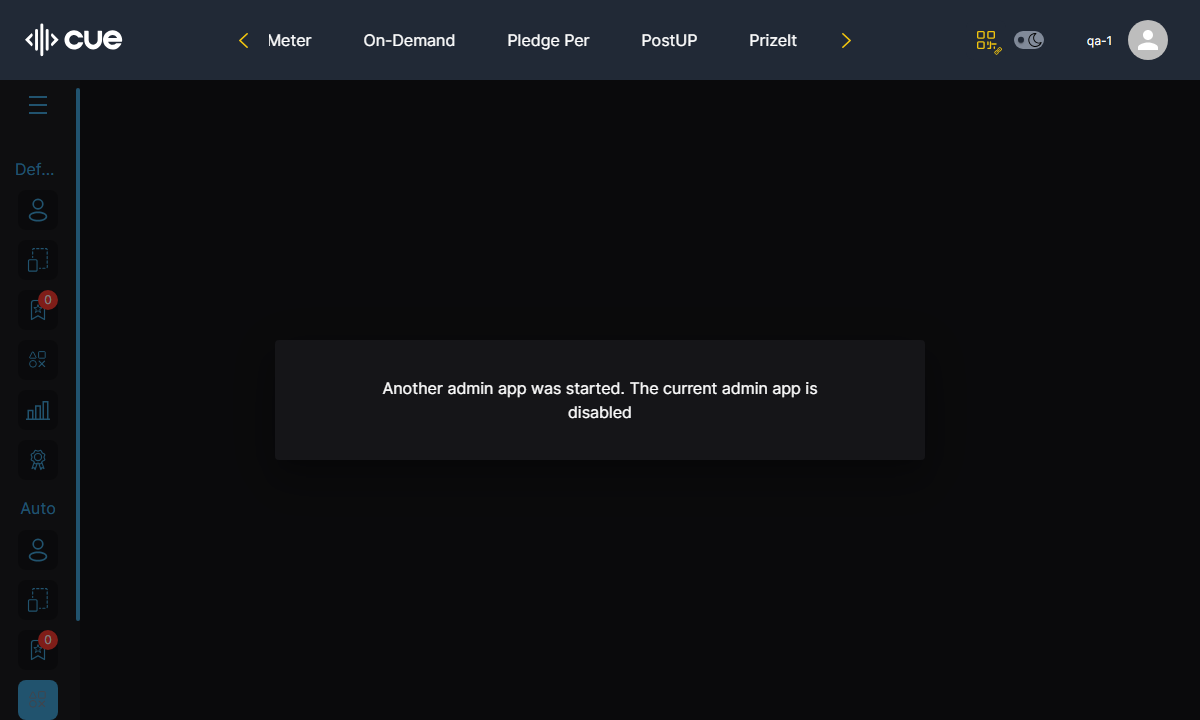 cue
Meter
On-Demand
Pledge Per
PostUP
PrizeIt
qa-1
Def...
0
Another admin app was started. The current admin app is
disabled
Auto
0